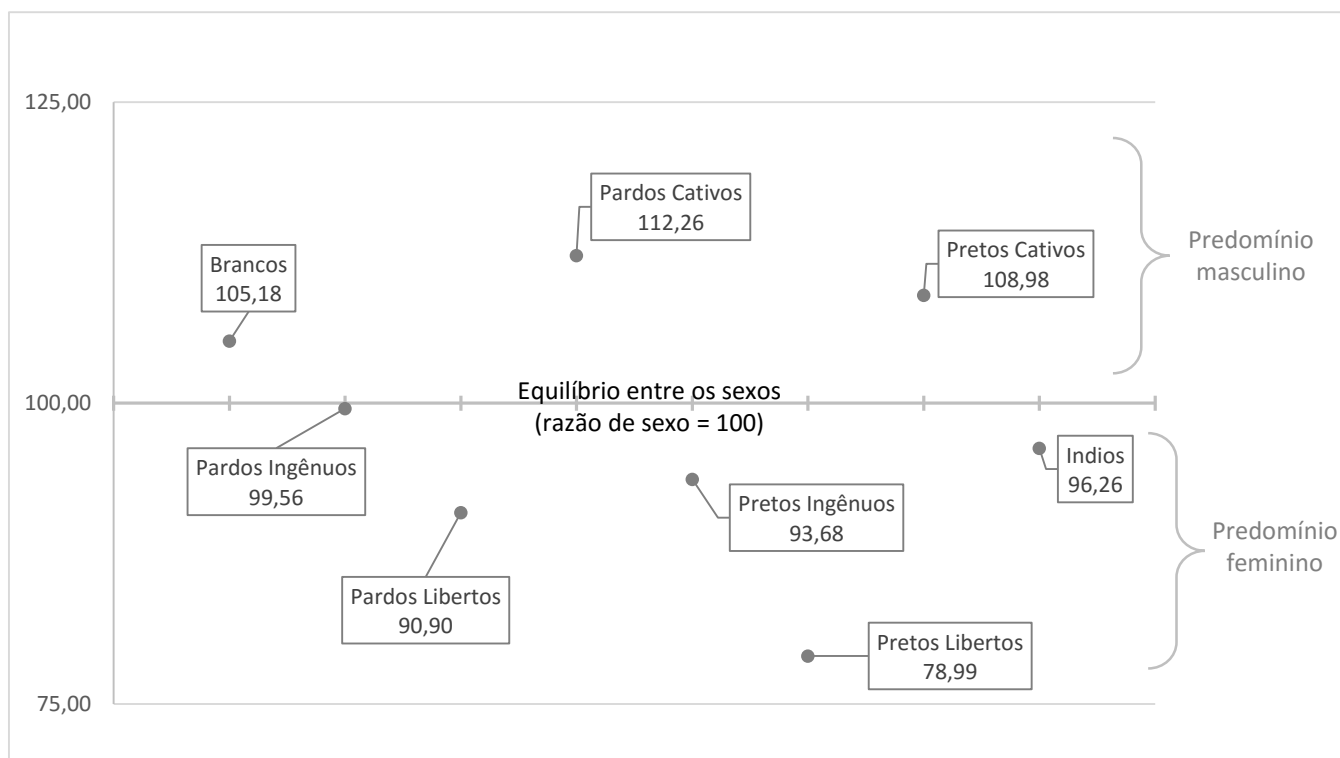 125,00
Pardos Cativos
112,26
Brancos
105,18
Pretos Cativos
108,98
Predomínio
masculino
100,00
Equilíbrio entre os sexos
(razão de sexo = 100)
Pardos Ingênuos
99,56
Pretos Ingênuos
93,68
Indios
96,26
Pardos Libertos
90,90
Predomínio
feminino
Pretos Libertos
78,99
75,00